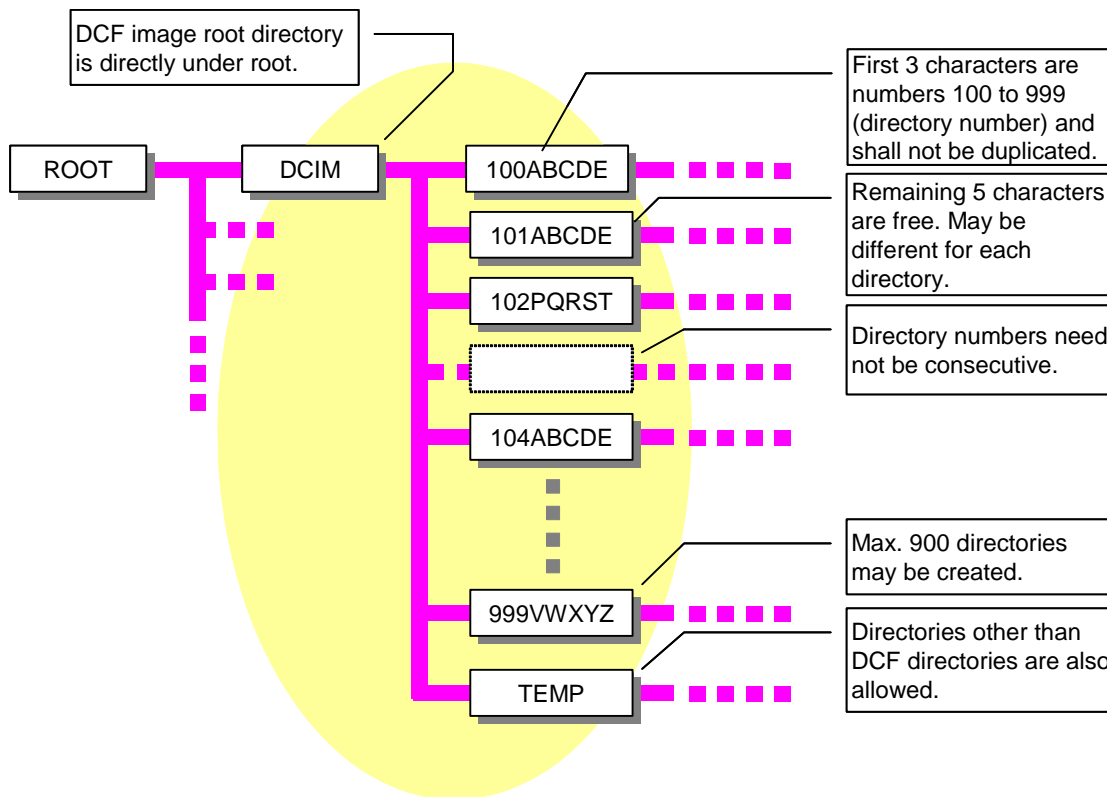 DCF image root directory
is directly under root.
First 3 characters are
numbers 100 to 999
(directory number) and
shall not be duplicated.
ROOT
DCIM
100ABCDE
Remaining 5 characters
are free. May be
different for each
directory.
101ABCDE
102PQRST
Directory numbers need
not be consecutive.
104ABCDE
Max. 900 directories
may be created.
999VWXYZ
Directories other than
DCF directories are also
allowed.
TEMP